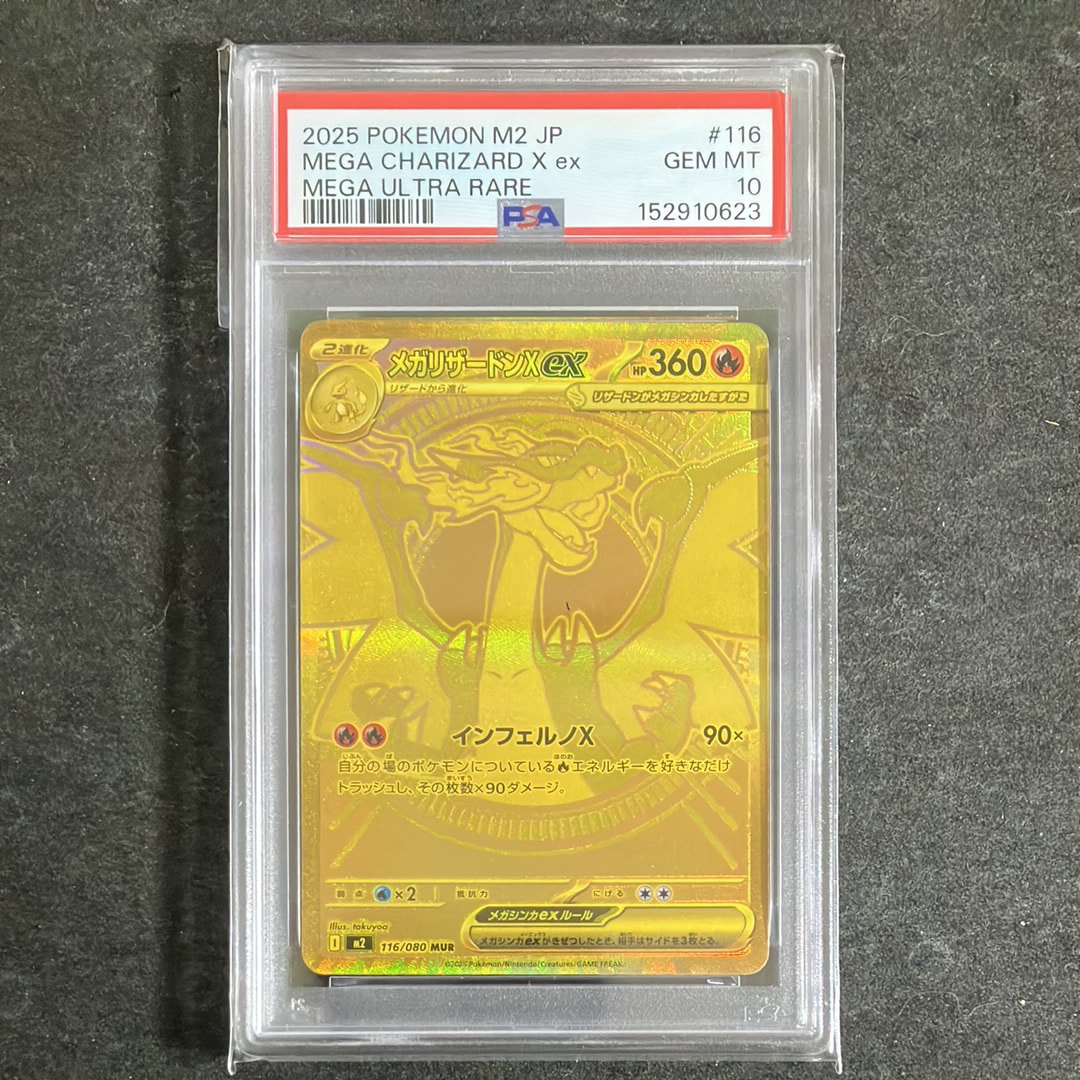 2025 POKEMON M2 JP #116
MEGA CHARIZARD X ex GEM MT
MEGA ULTRA RARE 10
PSA 152910623
2進化 メガリザードンXex HP360
リザードから進化 リザードンがメガシンカしたすがた
インフェルノX 90×
自分の場のポケモンについているエネルギーを好きなだけ
トラッシュし、その枚数×90ダメージ。
弱点 ×2 抵抗力 にげる
メガシンカexルール
メガシンカexがきぜつしたとき、相手はサイドを3枚とる。
Illus. takuyoa
D m2 116/080 MUR
©2025 Pokémon/Nintendo/Creatures/GAME FREAK.